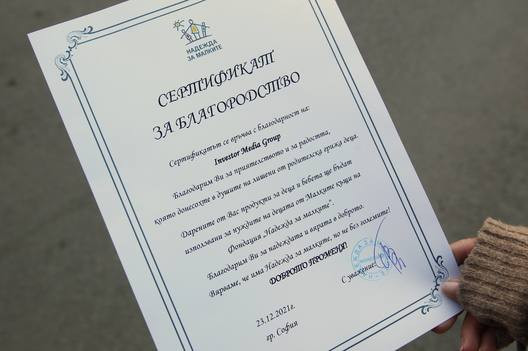 НАДЕЖДА
ЗА МАЛКИТЕ
СЕРТИФИКАТ
ЗА БЛАГОРОДСТВО
Сертификатът се връчва с благодарност на:
Investor Media Group
Благодарим Ви за приятелството и за радостта,
която донесохте в душите на лишени от родителска грижа деца.
Дарените от Вас продукти за деца и бебета ще бъдат
използвани за нуждите на децата от Малките къщи на
Фондация „Надежда за малките".
Благодарим Ви за надеждата и вярата в доброто.
Вярваме, че има Надежда за малките, но не без големите!
ДОБРОТО ПРОМЕНЯ!
С уважение:
23.12.2021г.
гр. София